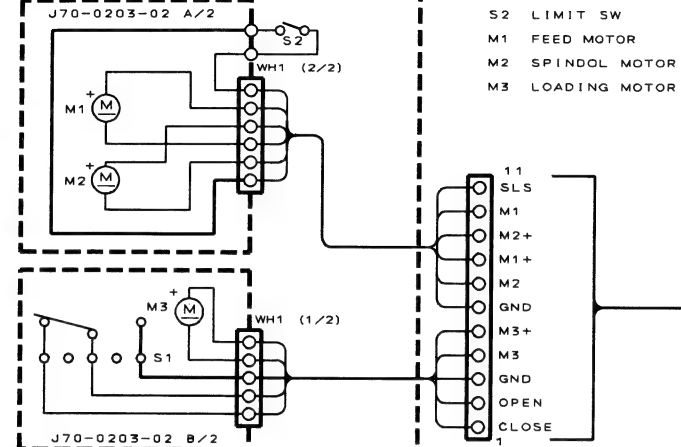 J70-0203-02 A/2
S2
S2 LIMIT SW
M1 FEED MOTOR
M2 SPINDOL MOTOR
M3 LOADING MOTOR
WH1 (2/2)
+
M1 M
+
M2 M
11
SLS
M1
M2+
M1+
M2
GND
M3+
M3
GND
OPEN
CLOSE
1
+
M3 M
WH1 (1/2)
S1
J70-0203-02 B/2